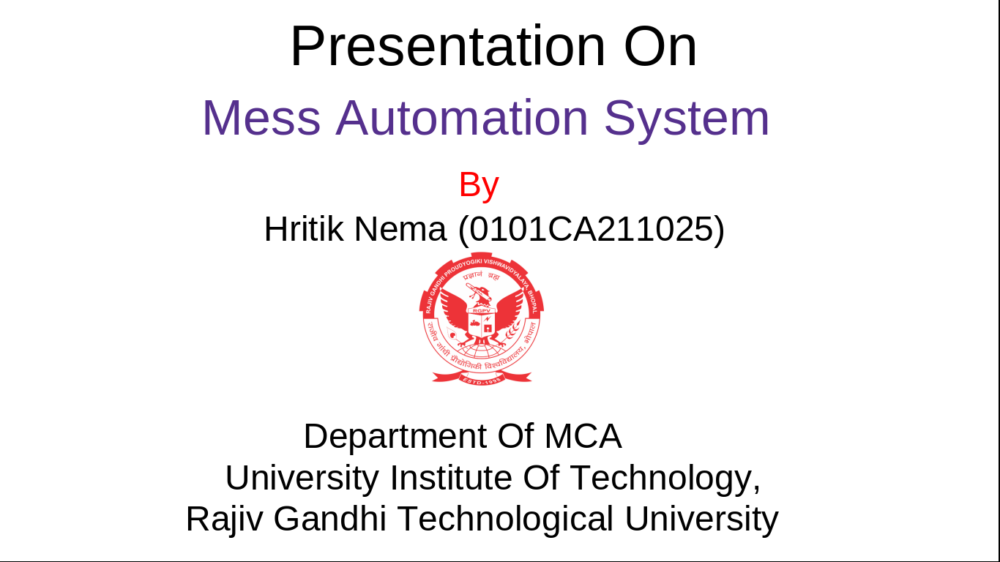 Presentation On
Mess Automation System
By
Hritik Nema (0101CA211025)
RAJIV GANDHI PROUDYOGIKI VISHWAVIDYALAYA, BHOPAL
प्रज्ञानं ब्रह्म
RGPV
राजीव गांधी प्रौद्योगिकी विश्वविद्यालय, भोपाल
ESTD-1998
Department Of MCA
University Institute Of Technology,
Rajiv Gandhi Technological University